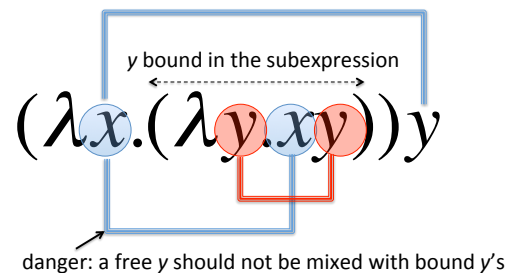 y bound in the subexpression
(λx.(λy.xy))y
danger: a free y should not be mixed with bound y’s